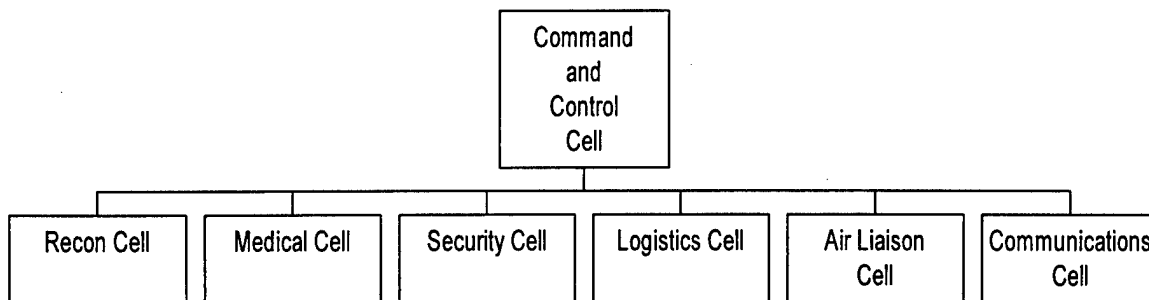 Command
and
Control
Cell
Recon Cell
Medical Cell
Security Cell
Logistics Cell
Air Liaison
Cell
Communications
Cell